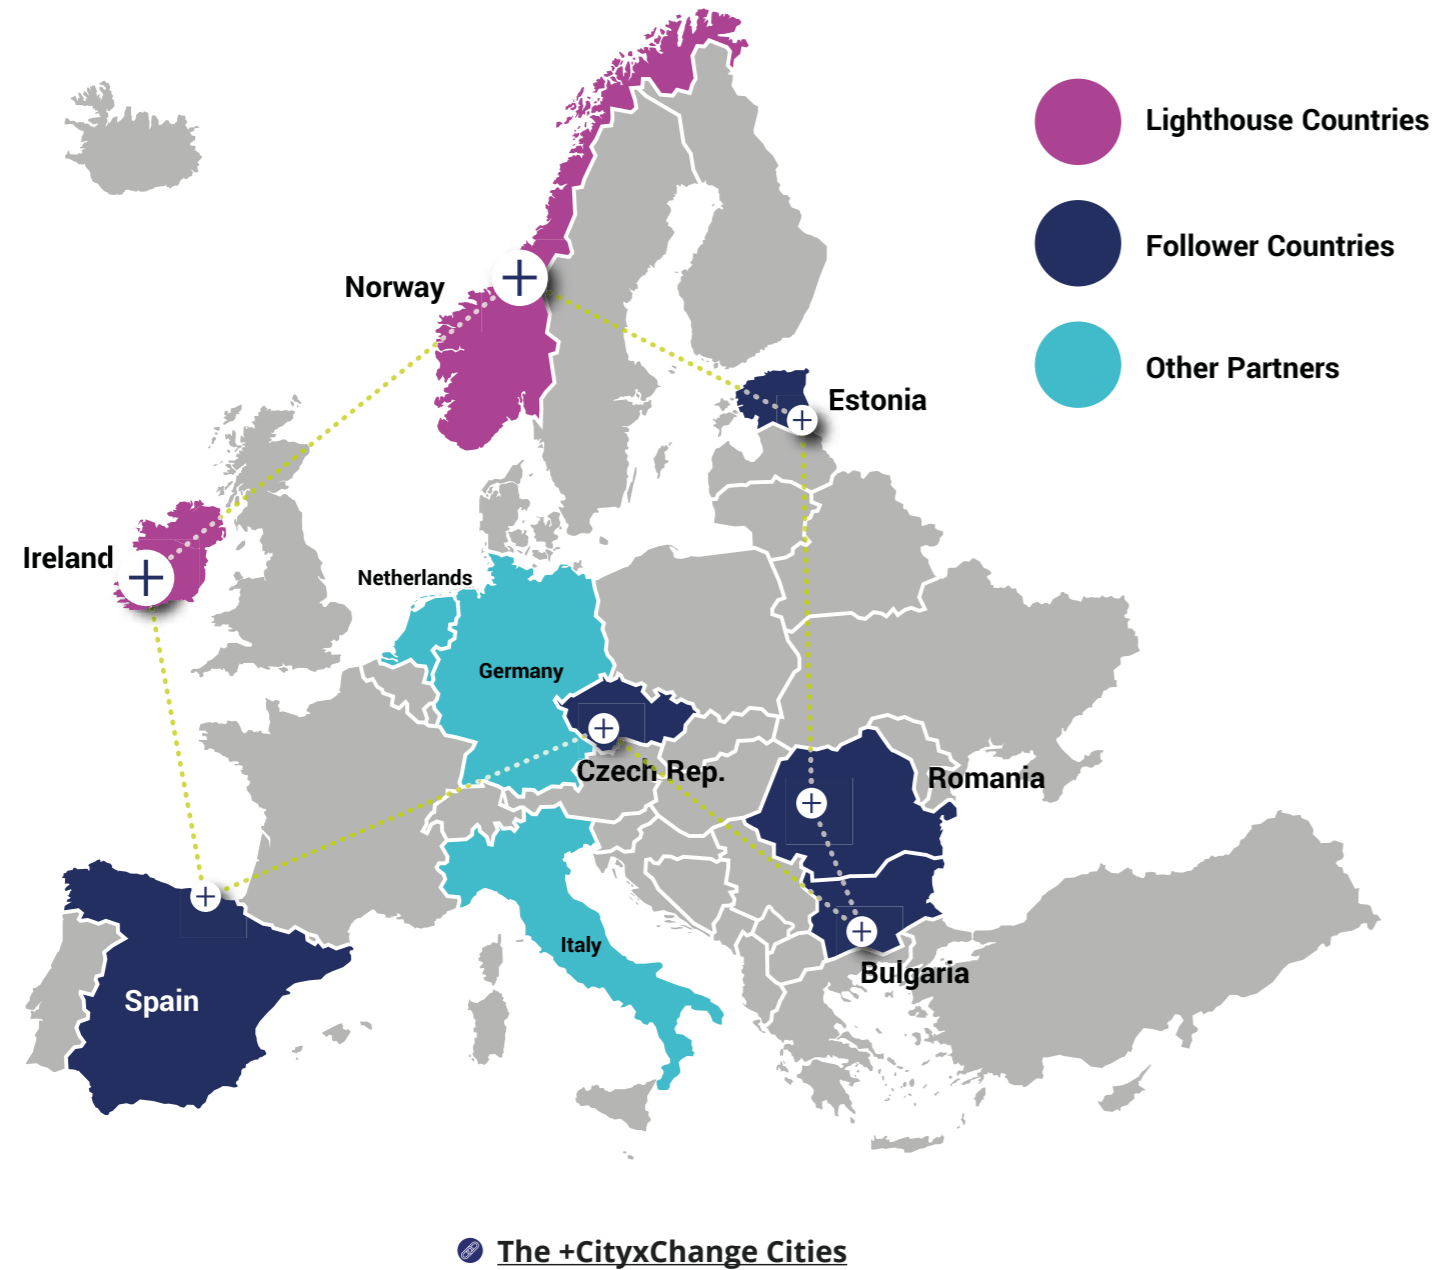 Lighthouse Countries
Follower Countries
Other Partners
Norway
Estonia
Ireland
Netherlands
Germany
Czech Rep.
Romania
Italy
Bulgaria
Spain
The +CityxChange Cities